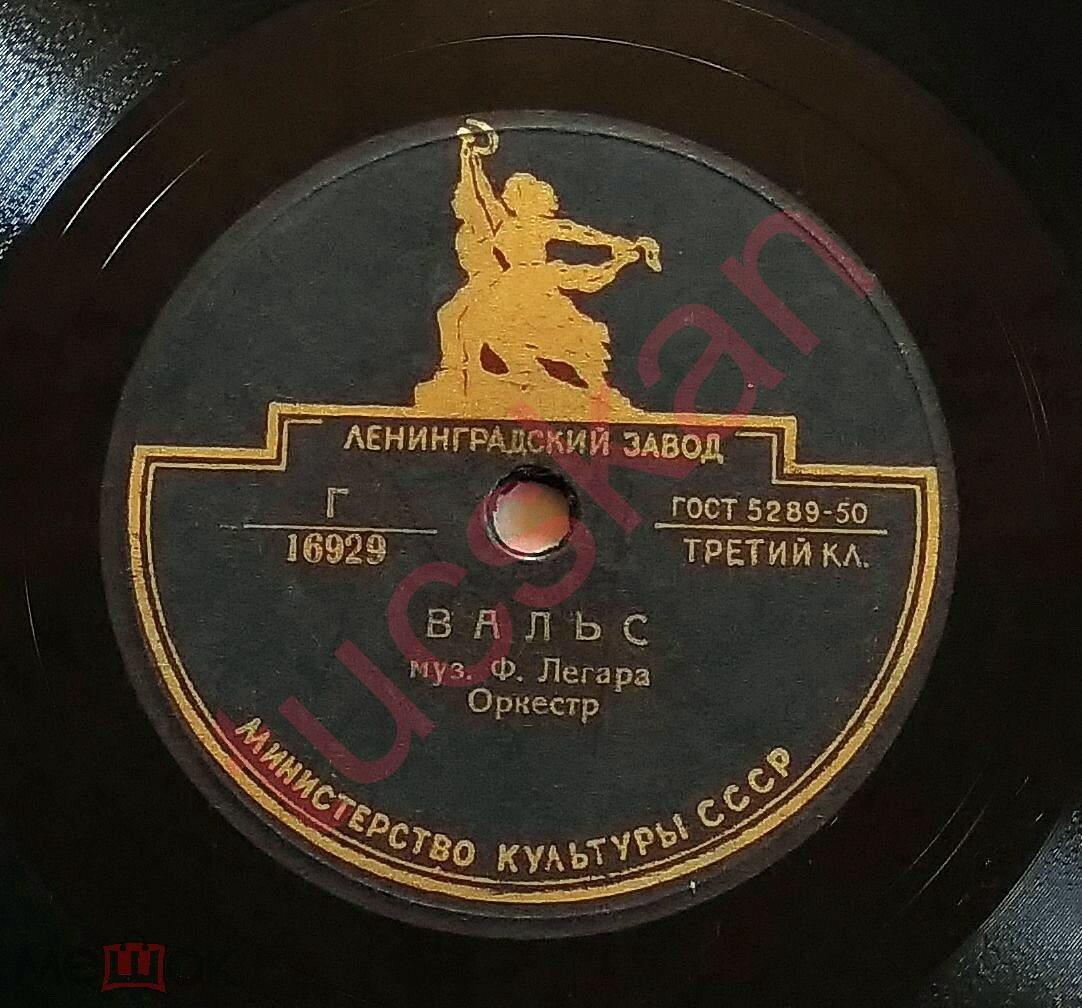 ЛЕНИНГРАДСКИЙ ЗАВОД
Г
16929
ГОСТ 5289-50
ТРЕТИЙ КЛ.
ВАЛЬС
муз. Ф. Легара
Оркестр
МИНИСТЕРСТВО КУЛЬТУРЫ СССР
ucskan
мешок